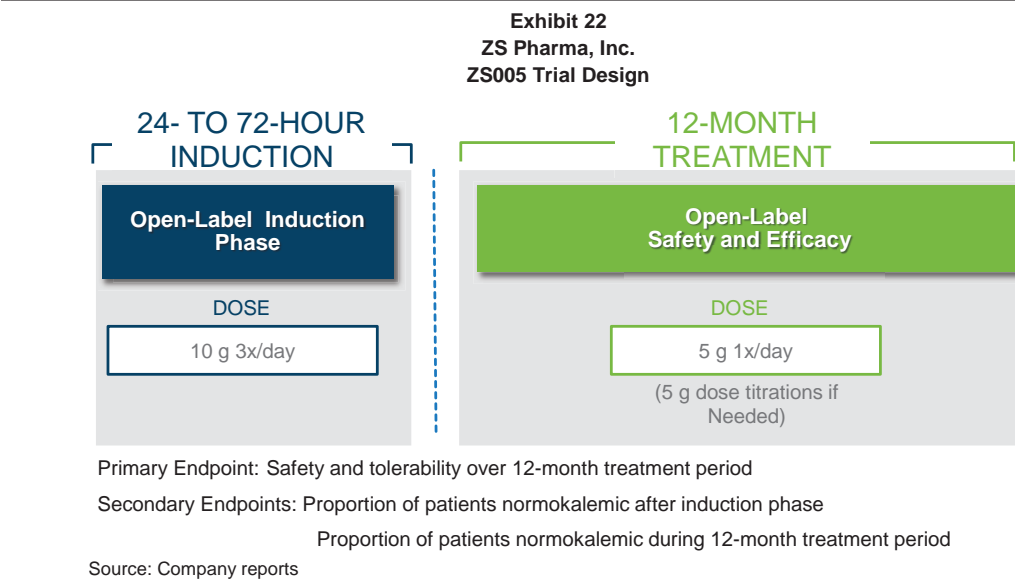 Exhibit 22
ZS Pharma, Inc.
ZS005 Trial Design
24- TO 72-HOUR
INDUCTION
Open-Label Induction
Phase
DOSE
10 g 3x/day
12-MONTH
TREATMENT
Open-Label
Safety and Efficacy
DOSE
5 g 1x/day
(5 g dose titrations if
Needed)
Primary Endpoint: Safety and tolerability over 12-month treatment period
Secondary Endpoints: Proportion of patients normokalemic after induction phase
Proportion of patients normokalemic during 12-month treatment period
Source: Company reports